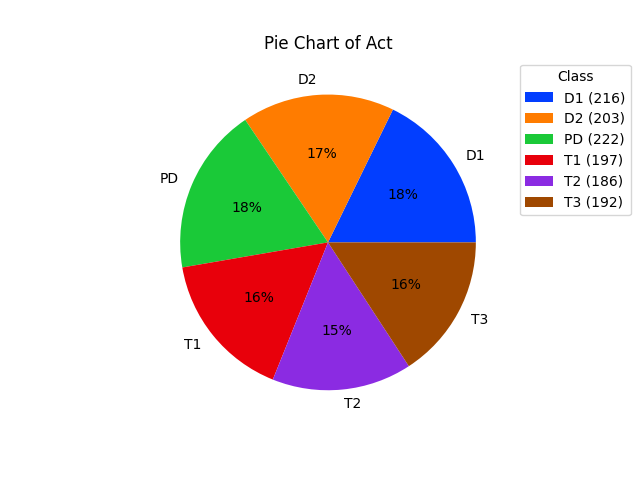 Pie Chart of Act
Class
D1 (216)
D2 (203)
PD (222)
T1 (197)
T2 (186)
T3 (192)
D2
D1
PD
T1
T2
T3
17%
18%
18%
16%
15%
16%